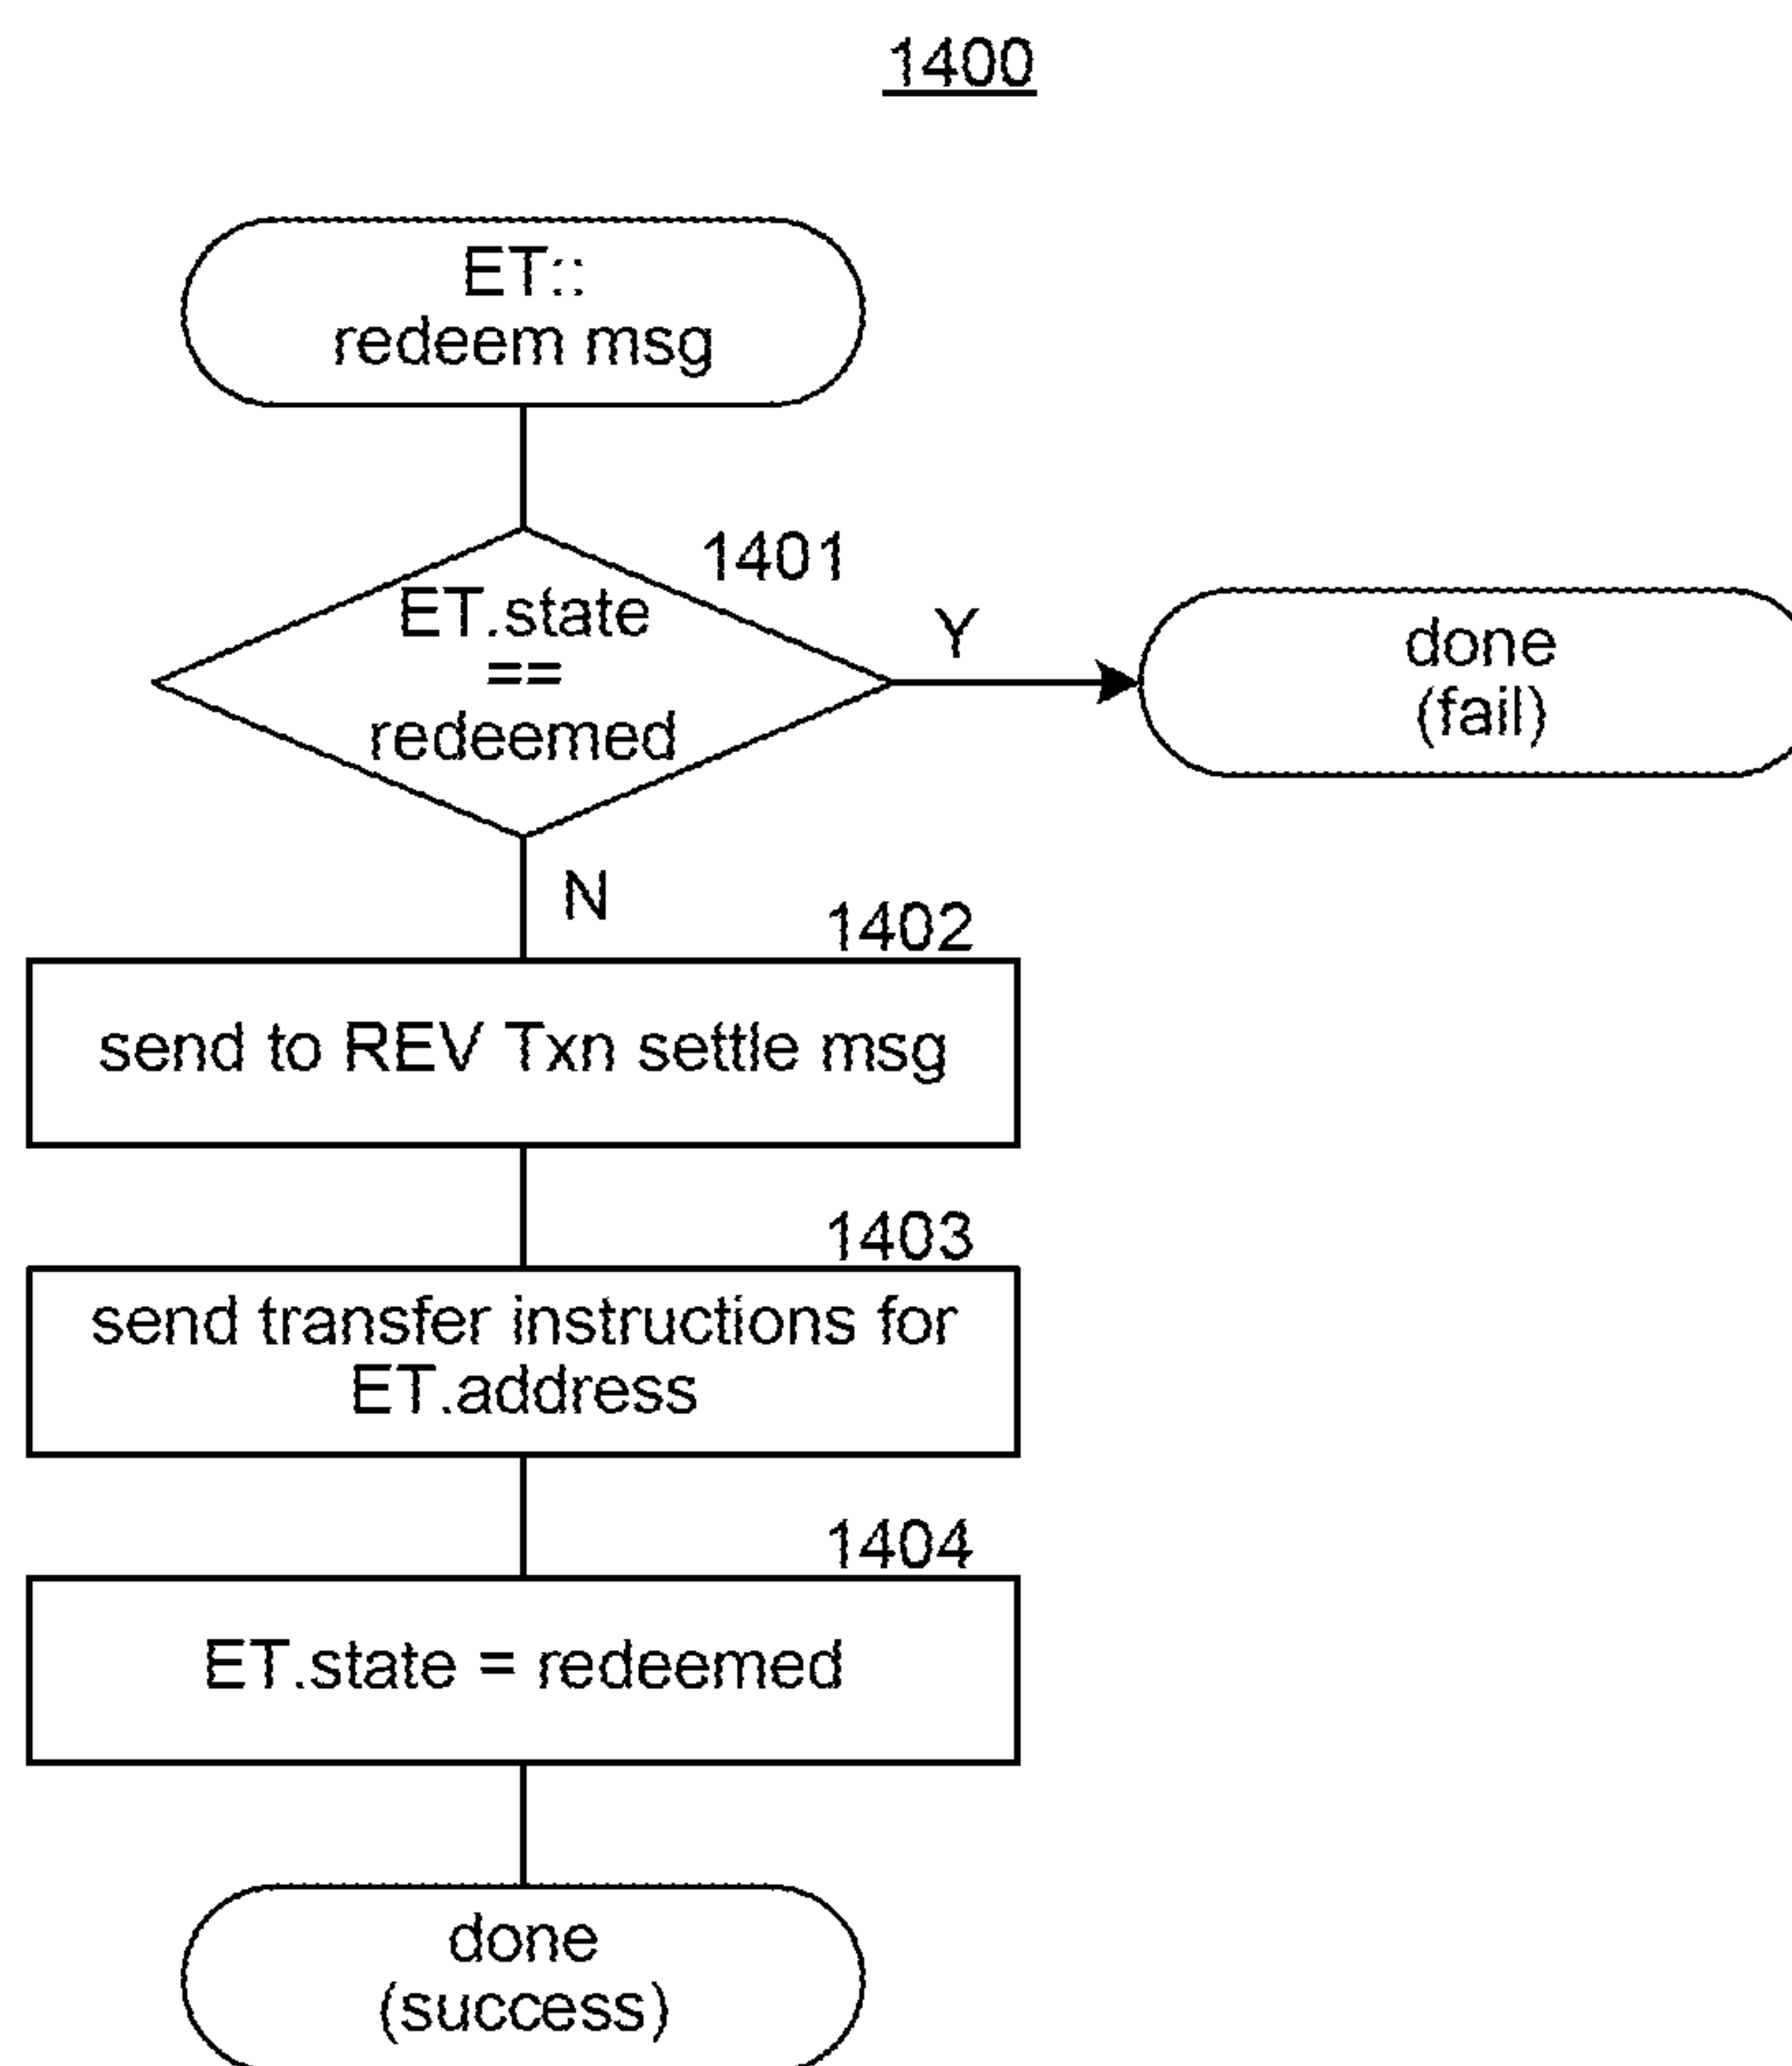 1400
ET::
redeem msg
1401
ET.state
==
redeemed
Y
done
(fail)
N
1402
send to REV Txn settle msg
1403
send transfer instructions for
ET.address
1404
ET.state = redeemed
done
(success)